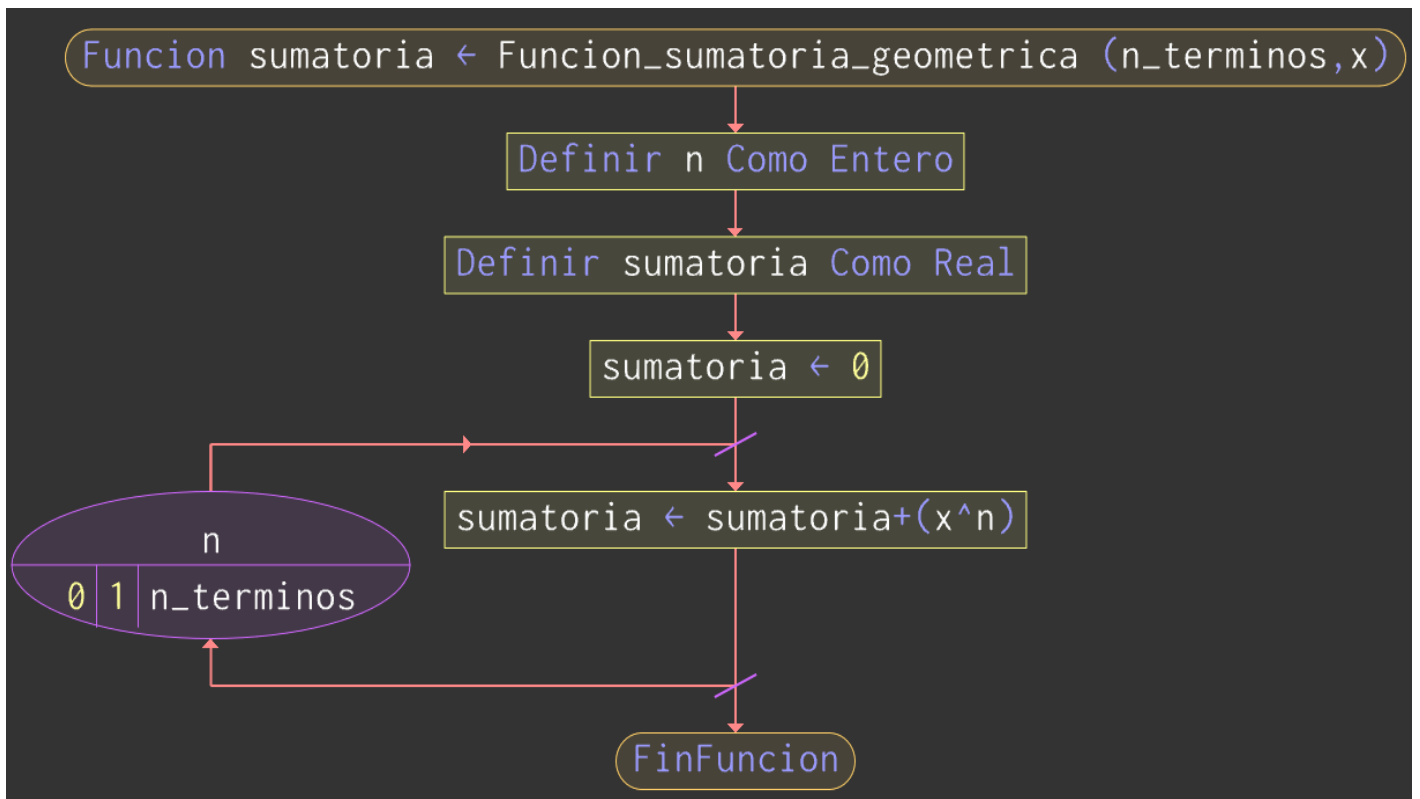 Funcion sumatoria ← Funcion_sumatoria_geometrica (n_terminos,x)
Definir n Como Entero
Definir sumatoria Como Real
sumatoria ← 0
sumatoria ← sumatoria+(x^n)
n
0 1 n_terminos
FinFuncion